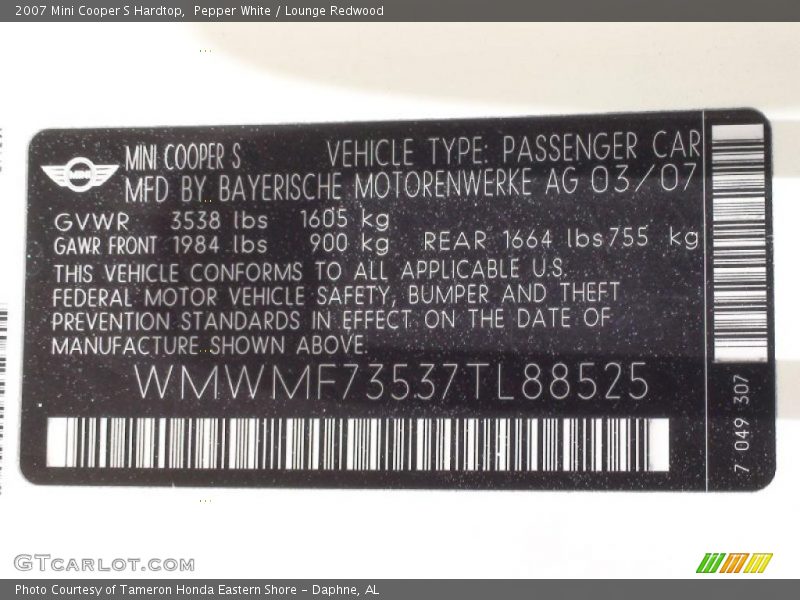 2007 Mini Cooper S Hardtop,  Pepper White / Lounge Redwood
MINI
MINI COOPER S VEHICLE TYPE: PASSENGER CAR
MFD BY BAYERISCHE MOTORENWERKE AG 03/07
GVWR 3538 lbs 1605 kg
GAWR FRONT 1984 lbs 900 kg REAR 1664 lbs 755 kg
THIS VEHICLE CONFORMS TO ALL APPLICABLE U.S.
FEDERAL MOTOR VEHICLE SAFETY, BUMPER AND THEFT
PREVENTION STANDARDS IN EFFECT ON THE DATE OF
MANUFACTURE SHOWN ABOVE.
WMWMF73537TL88525
7 049 307
GTCARLOT.COM
Photo Courtesy of Tameron Honda Eastern Shore – Daphne, AL